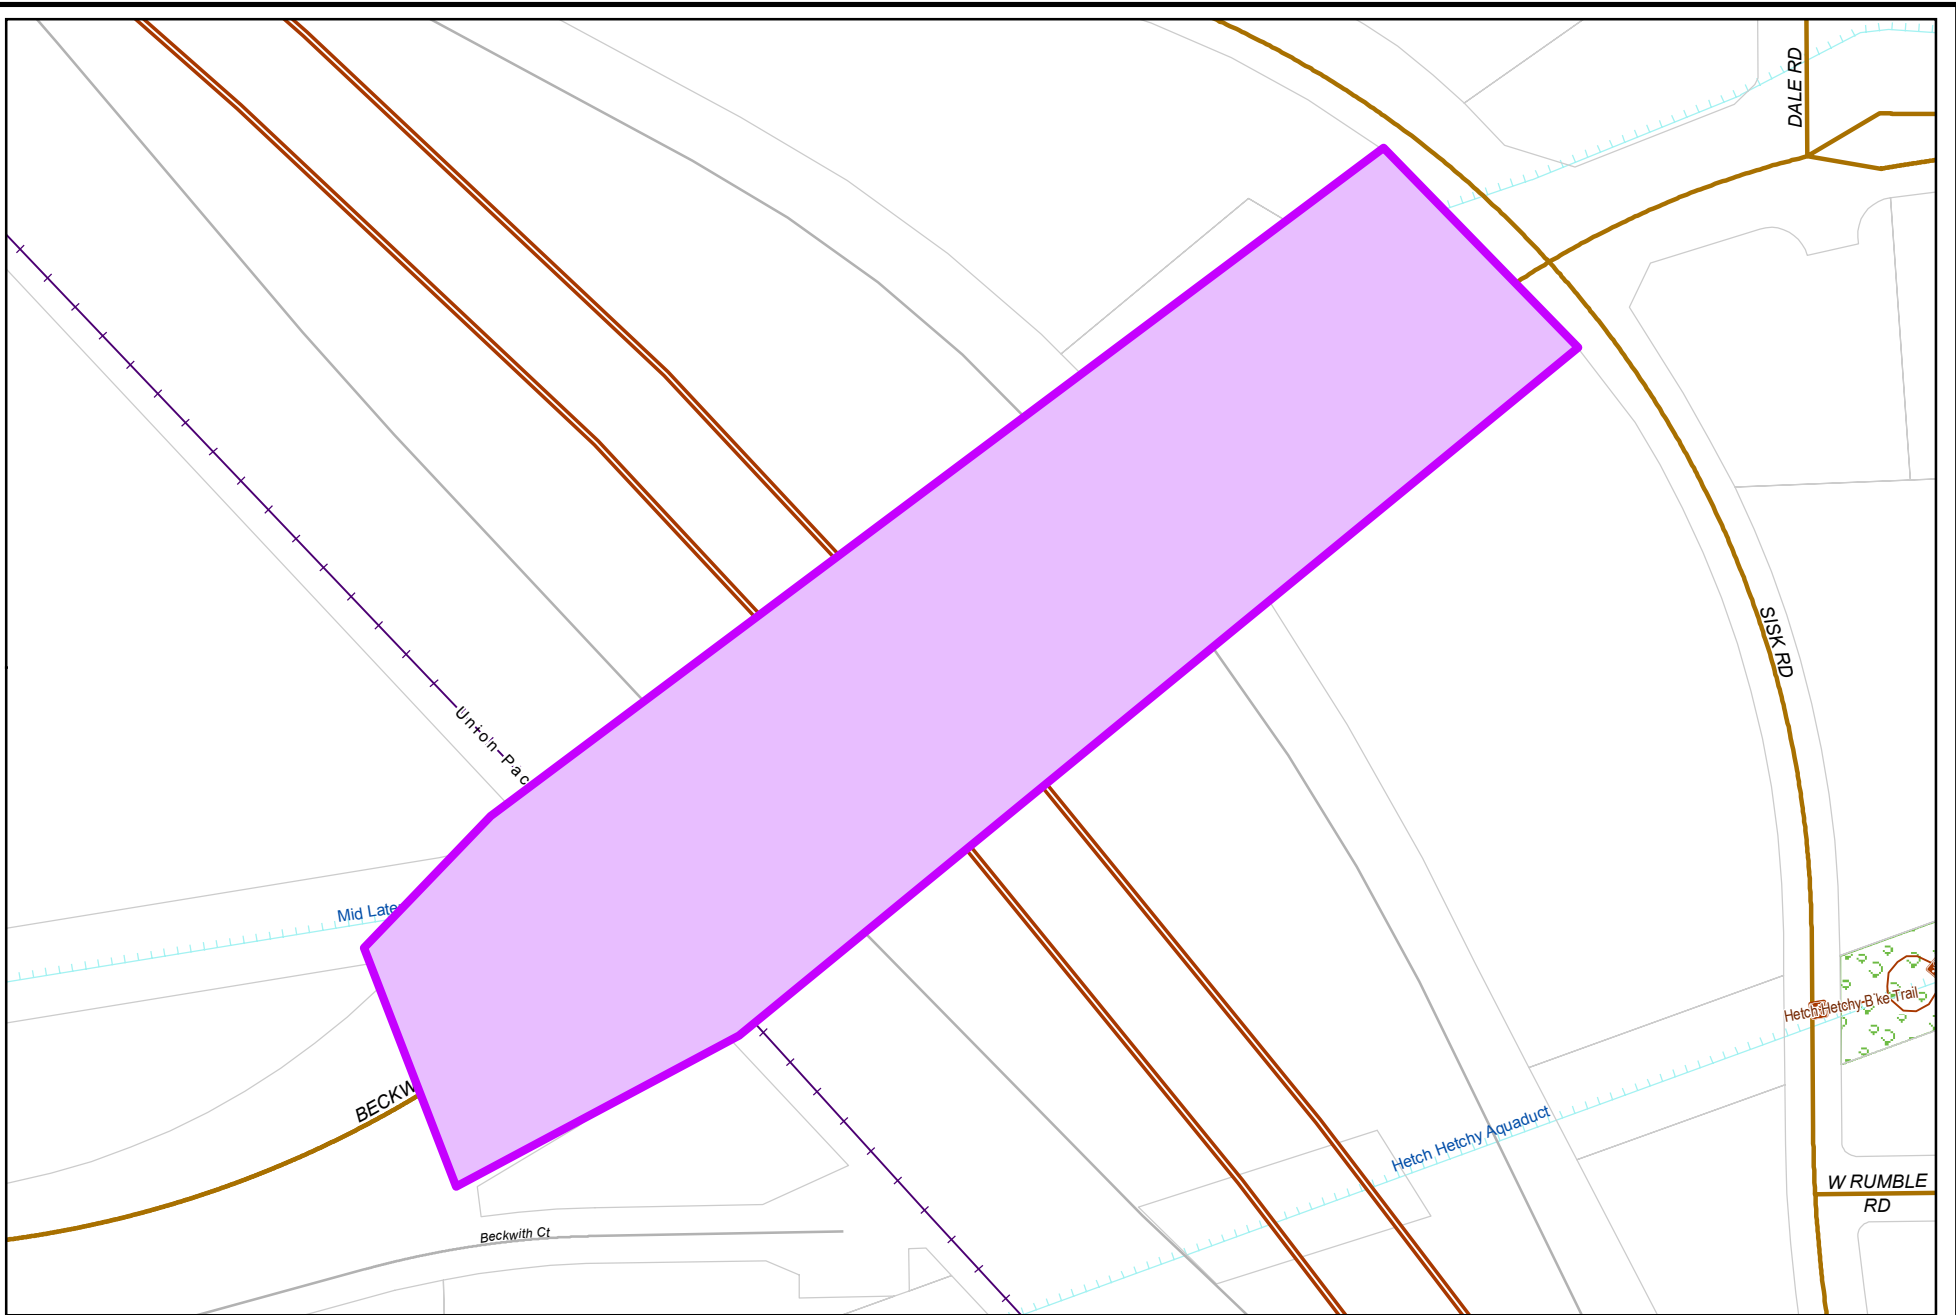 DALE RD
SISK RD
Union Pac
Mid Late
BECKW
Beckwith Ct
Hetch Hetchy Aquaduct
Hetch Hetchy Bike Trail
W RUMBLE
RD